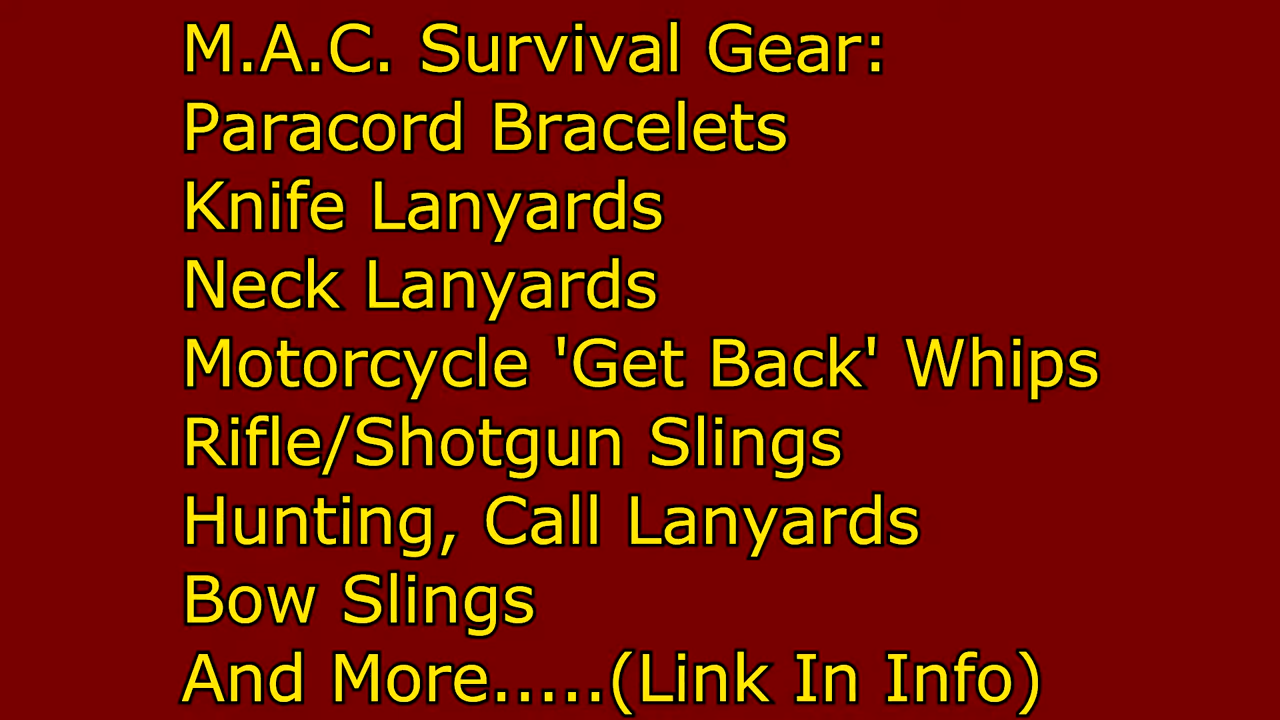 M.A.C. Survival Gear:
Paracord Bracelets
Knife Lanyards
Neck Lanyards
Motorcycle 'Get Back' Whips
Rifle/Shotgun Slings
Hunting, Call Lanyards
Bow Slings
And More.....(Link In Info)